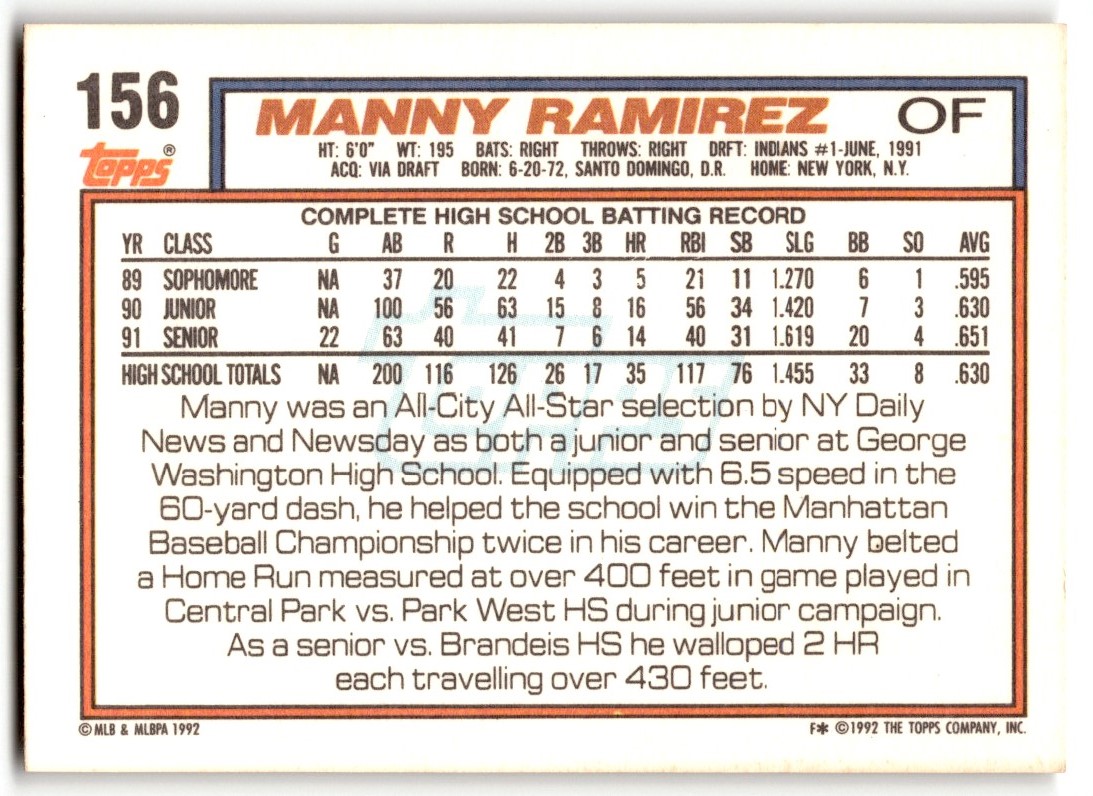 156
topps®
MANNY RAMIREZ OF
HT: 6'0" WT: 195 BATS: RIGHT THROWS: RIGHT DRFT: INDIANS #1-JUNE, 1991
ACQ: VIA DRAFT BORN: 6-20-72, SANTO DOMINGO, D.R. HOME: NEW YORK, N.Y.
COMPLETE HIGH SCHOOL BATTING RECORD
YR CLASS G AB R H 2B 3B HR RBI SB SLG BB SO AVG
89 SOPHOMORE NA 37 20 22 4 3 5 21 11 1.270 6 1 .595
90 JUNIOR NA 100 56 63 15 8 16 56 34 1.420 7 3 .630
91 SENIOR 22 63 40 41 7 6 14 40 31 1.619 20 4 .651
HIGH SCHOOL TOTALS NA 200 116 126 26 17 35 117 76 1.455 33 8 .630
Manny was an All-City All-Star selection by NY Daily
News and Newsday as both a junior and senior at George
Washington High School. Equipped with 6.5 speed in the
60-yard dash, he helped the school win the Manhattan
Baseball Championship twice in his career. Manny belted
a Home Run measured at over 400 feet in game played in
Central Park vs. Park West HS during junior campaign.
As a senior vs. Brandeis HS he walloped 2 HR
each travelling over 430 feet.
© MLB & MLBPA 1992 F* © 1992 THE TOPPS COMPANY, INC.